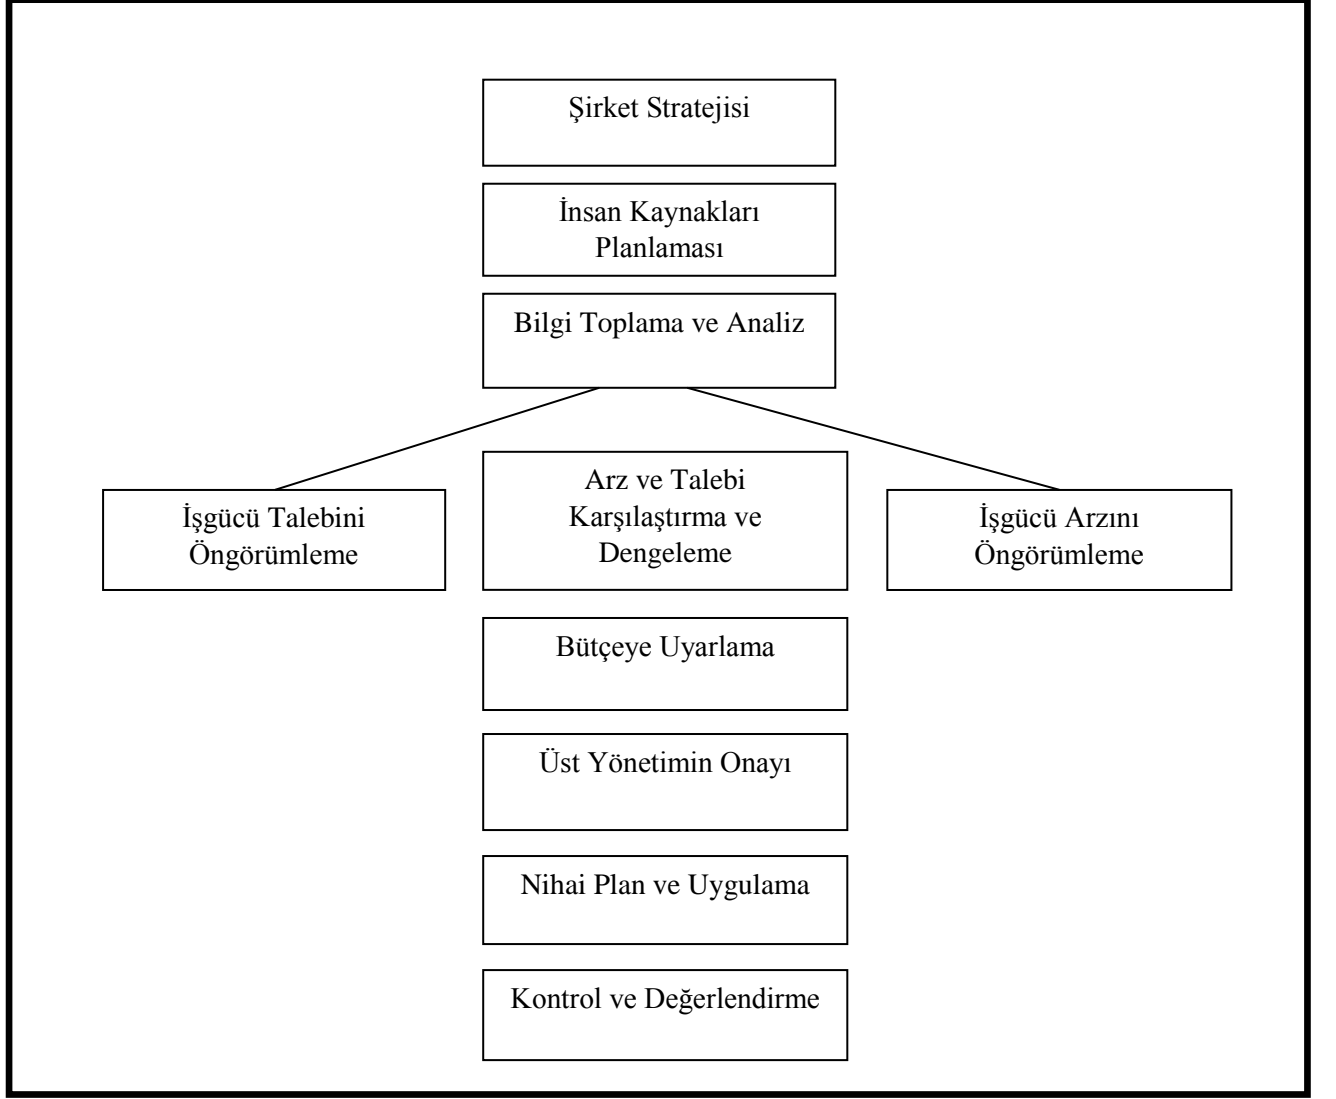 Şirket Stratejisi
İnsan Kaynakları
Planlaması
Bilgi Toplama ve Analiz
İşgücü Talebini
Öngörümleme
Arz ve Talebi
Karşılaştırma ve
Dengeleme
İşgücü Arzını
Öngörümleme
Bütçeye Uyarlama
Üst Yönetimin Onayı
Nihai Plan ve Uygulama
Kontrol ve Değerlendirme